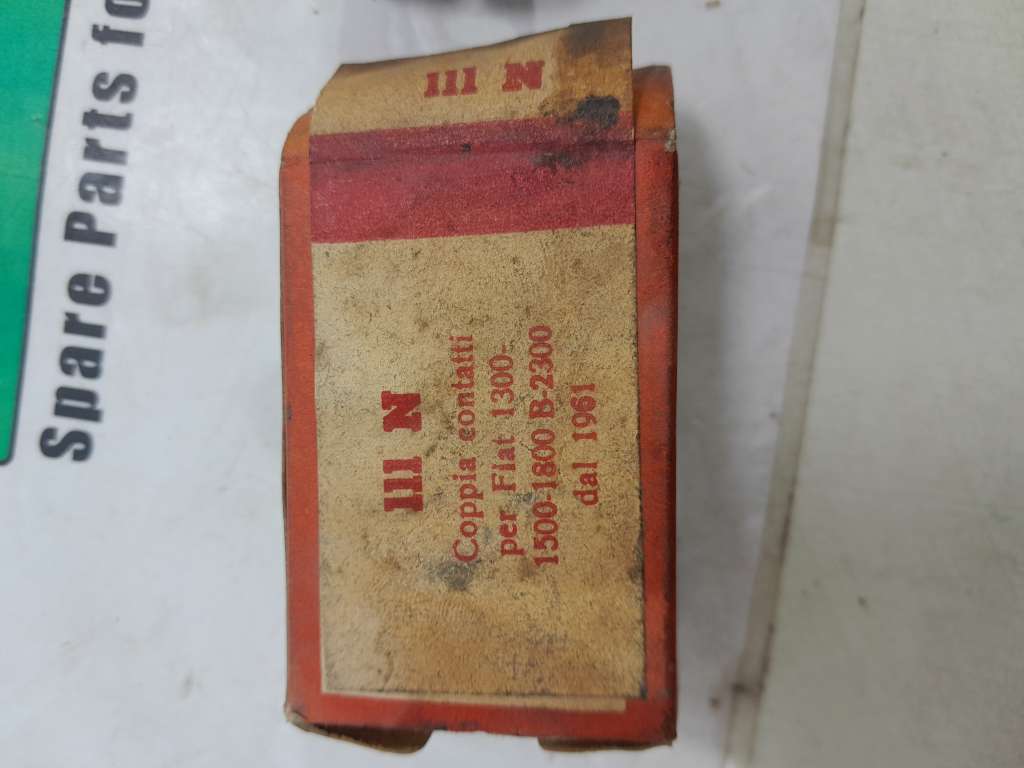 111 N
111 N
Coppia contatti
per Fiat 1300-
1500-1800 B-2300
dal 1961
Spare Parts fo